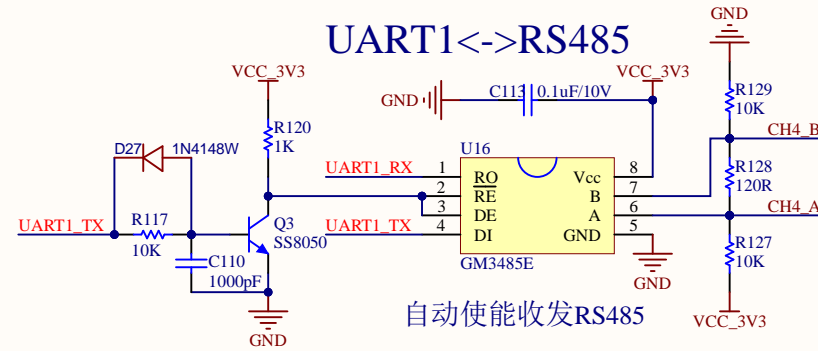 UART1<->RS485
GND
VCC_3V3
R120
1K
D27
1N4148W
UART1_TX
R117
10K
C110
1000pF
Q3
SS8050
GND
GND
C113
0.1uF/10V
VCC_3V3
U16
UART1_RX
UART1_TX
1
2
3
4
RO
RE
DE
DI
Vcc
B
A
GND
8
7
6
5
GM3485E
GND
R129
10K
CH4_B
R128
120R
CH4_A
R127
10K
VCC_3V3
自动使能收发RS485